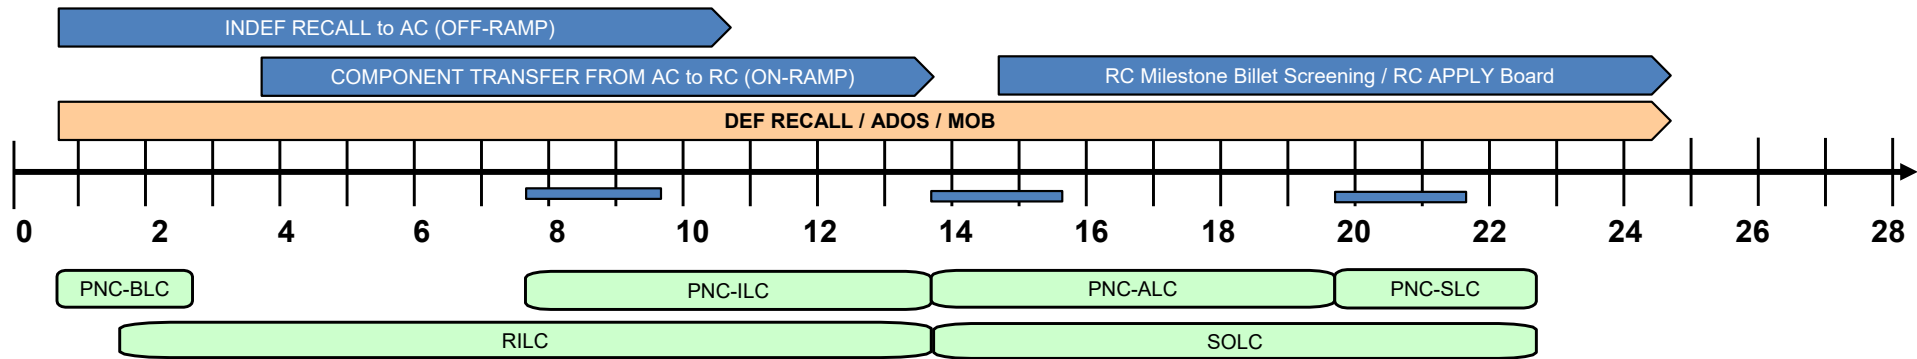 INDEF RECALL to AC (OFF-RAMP)
COMPONENT TRANSFER FROM AC to RC (ON-RAMP)
RC Milestone Billet Screening / RC APPLY Board
DEF RECALL / ADOS / MOB
0 2 4 6 8 10 12 14 16 18 20 22 24 26 28
PNC-BLC
PNC-ILC
PNC-ALC
PNC-SLC
RILC
SOLC